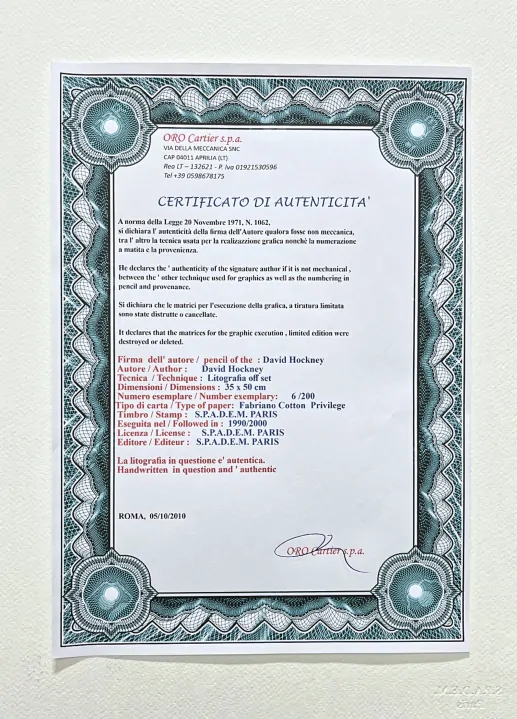 ORO Cartier s.p.a.
VIA DELLA MECCANICA SNC
CAP 04011 APRILIA (LT)
Rea LT – 132621 - P. Iva 01921530596
Tel +39 0598678175
CERTIFICATO DI AUTENTICITA'
A norma della Legge 20 Novembre 1971, N. 1062,
si dichiara l' autenticità della firma dell'Autore qualora fosse non meccanica,
tra l' altro la tecnica usata per la realizazzione grafica nonchè la numerazione
a matita e la provenienza.
He declares the ' authenticity of the signature author if it is not mechanical ,
between the ' other technique used for graphics as well as the numbering in
pencil and provenance.
Si dichiara che le matrici per l'esecuzione della grafica, a tiratura limitata
sono state distrutte o cancellate.
It declares that the matrices for the graphic execution , limited edition were
destroyed or deleted.
Firma dell' autore / pencil of the : David Hockney
Autore / Author : David Hockney
Tecnica / Technique : Litografia off set
Dimensioni / Dimensions : 35 x 50 cm
Numero esemplare / Number exemplary: 6 /200
Tipo di carta / Type of paper: Fabriano Cotton Privilege
Timbro / Stamp : S.P.A.D.E.M. PARIS
Eseguita nel / Followed in : 1990/2000
Licenza / License : S.P.A.D.E.M. PARIS
Editore / Editeur : S.P.A.D.E.M. PARIS
La litografia in questione e' autentica.
Handwritten in question and ' authentic
ROMA, 05/10/2010
ORO Cartier s.p.a.